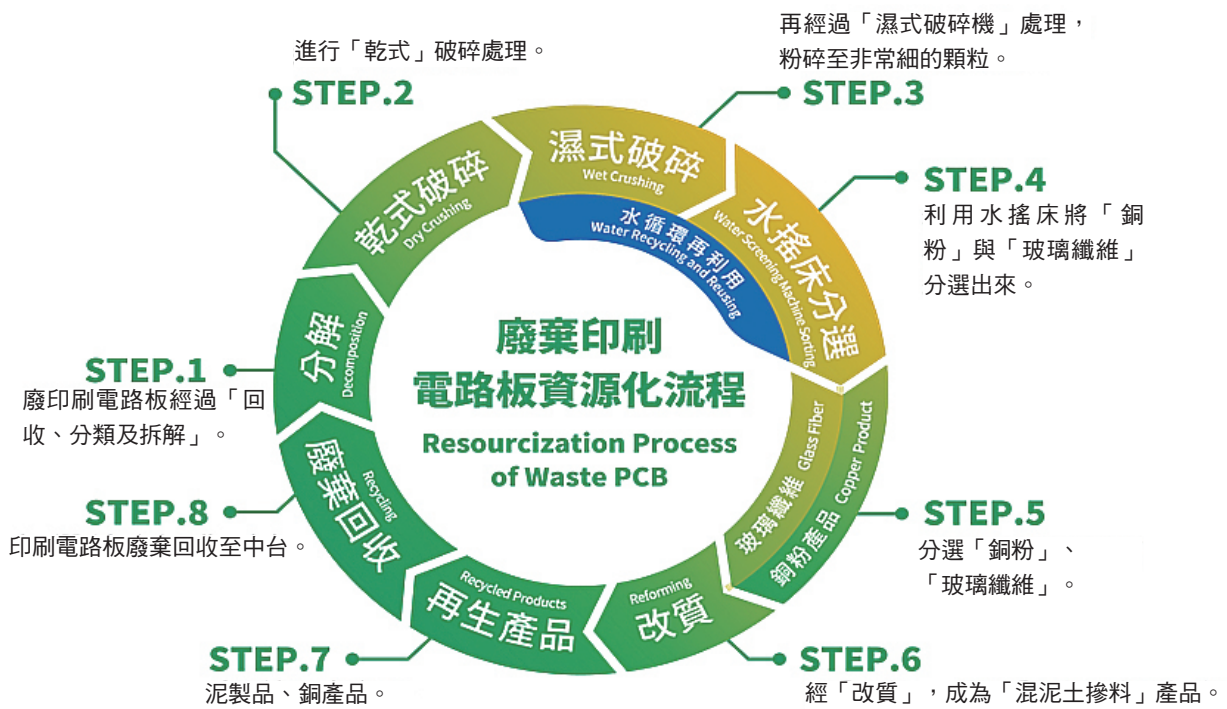 廢棄印刷
電路板資源化流程
Resourcization Process
of Waste PCB
STEP.1
廢印刷電路板經過「回
收、分類及拆解」。
分解
Decomposition
STEP.2
進行「乾式」破碎處理。
乾式破碎
Dry Crushing
STEP.3
再經過「濕式破碎機」處理，
粉碎至非常細的顆粒。
濕式破碎
Wet Crushing
水循環再利用
Water Recycling and Reusing
STEP.4
利用水搖床將「銅
粉」與「玻璃纖維」
分選出來。
水搖床分選
Water Screening Machine Sorting
STEP.5
分選「銅粉」、
「玻璃纖維」。
玻璃纖維 Glass Fiber
銅粉產品 Copper Product
STEP.6
經「改質」，成為「混泥土摻料」產品。
改質
Reforming
STEP.7
泥製品、銅產品。
再生產品
Recycled Products
STEP.8
印刷電路板廢棄回收至中台。
廢棄回收
Recycling